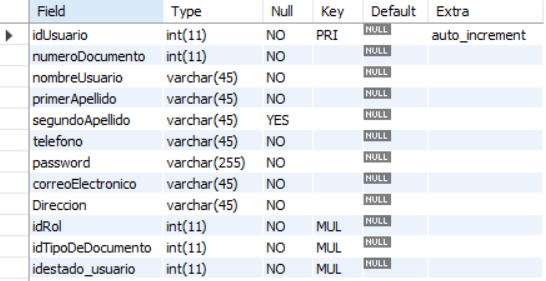 Field Type Null Key Default Extra
idUsuario int(11) NO PRI NULL auto_increment
numeroDocumento int(11) NO NULL
nombreUsuario varchar(45) NO NULL
primerApellido varchar(45) NO NULL
segundoApellido varchar(45) YES NULL
telefono varchar(45) NO NULL
password varchar(255) NO NULL
correoElectronico varchar(45) NO NULL
Direccion varchar(45) NO NULL
idRol int(11) NO MUL NULL
idTipoDeDocumento int(11) NO MUL NULL
idestado_usuario int(11) NO MUL NULL